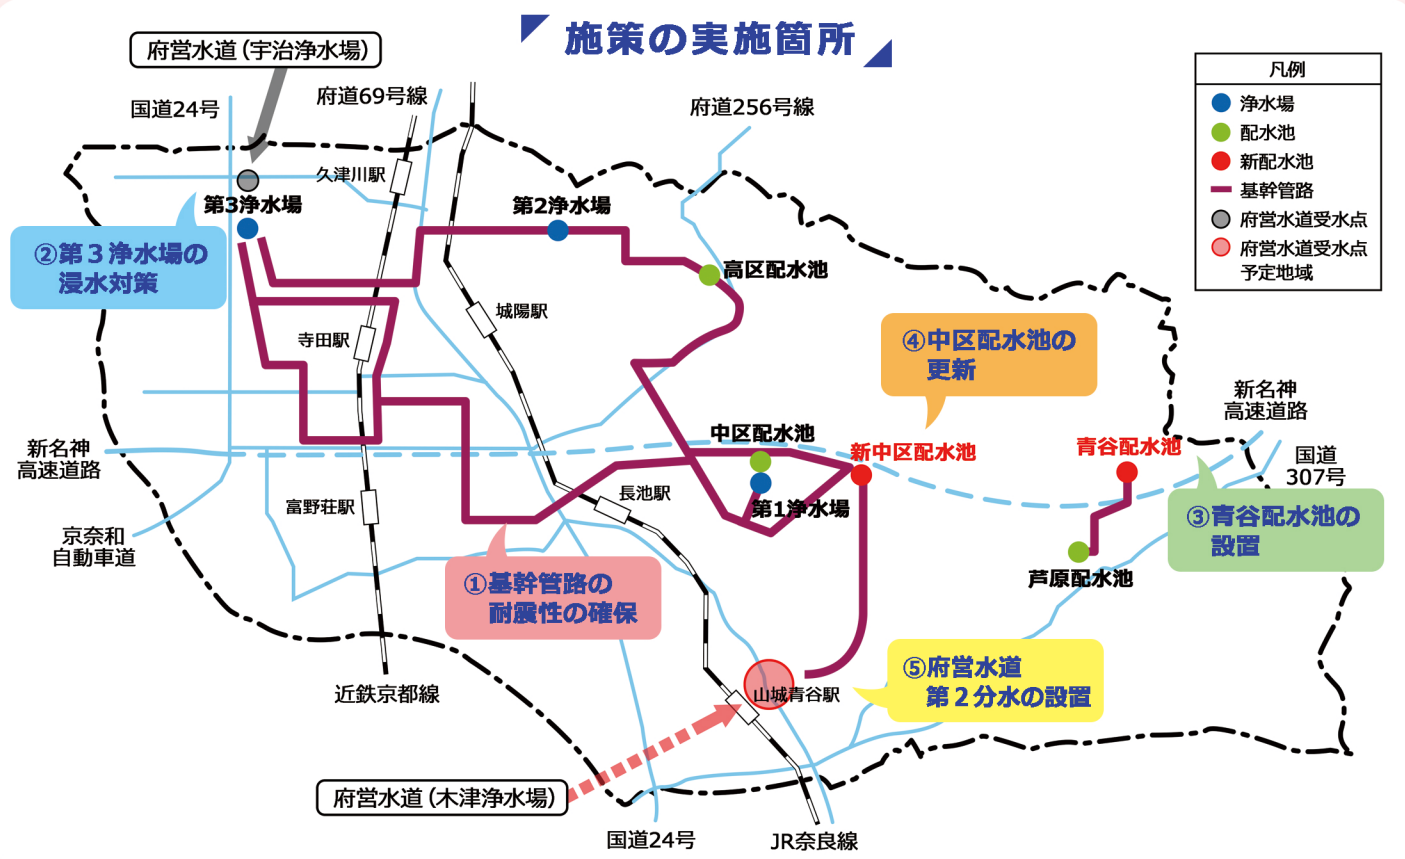 施策の実施箇所
府営水道（宇治浄水場）
国道24号
府道69号線
府道256号線
凡例
浄水場
配水池
新配水池
基幹管路
府営水道受水点
府営水道受水点
予定地域
久津川駅
第3浄水場
第2浄水場
②第３浄水場の
浸水対策
高区配水池
城陽駅
寺田駅
④中区配水池の
更新
新名神
高速道路
中区配水池
新中区配水池
青谷配水池
新名神
高速道路
国道
307号
長池駅
富野荘駅
第1浄水場
③青谷配水池の
設置
京奈和
自動車道
芦原配水池
①基幹管路の
耐震性の確保
⑤府営水道
第２分水の設置
近鉄京都線
山城青谷駅
府営水道（木津浄水場）
国道24号
JR奈良線